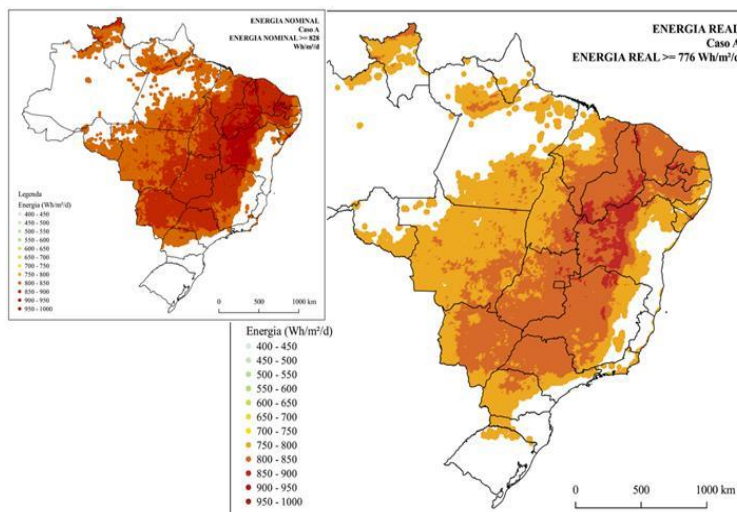 ENERGIA NOMINAL
Caso A
ENERGIA NOMINAL >= 828
Wh/m²/d
Legenda
Energia (Wh/m²/d)
400 - 450
450 - 500
500 - 550
550 - 600
600 - 650
650 - 700
700 - 750
750 - 800
800 - 850
850 - 900
900 - 950
950 - 1000
0 500 1000 km
ENERGIA REAL
Caso A
ENERGIA REAL >= 776 Wh/m²/d
Energia (Wh/m²/d)
400 - 450
450 - 500
500 - 550
550 - 600
600 - 650
650 - 700
700 - 750
750 - 800
800 - 850
850 - 900
900 - 950
950 - 1000
0 500 1000 km